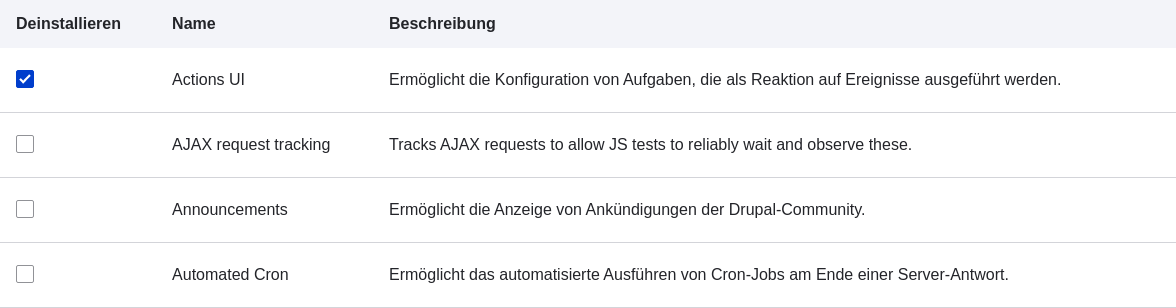 Deinstallieren Name Beschreibung
Actions UI Ermöglicht die Konfiguration von Aufgaben, die als Reaktion auf Ereignisse ausgeführt werden.
AJAX request tracking Tracks AJAX requests to allow JS tests to reliably wait and observe these.
Announcements Ermöglicht die Anzeige von Ankündigungen der Drupal-Community.
Automated Cron Ermöglicht das automatisierte Ausführen von Cron-Jobs am Ende einer Server-Antwort.